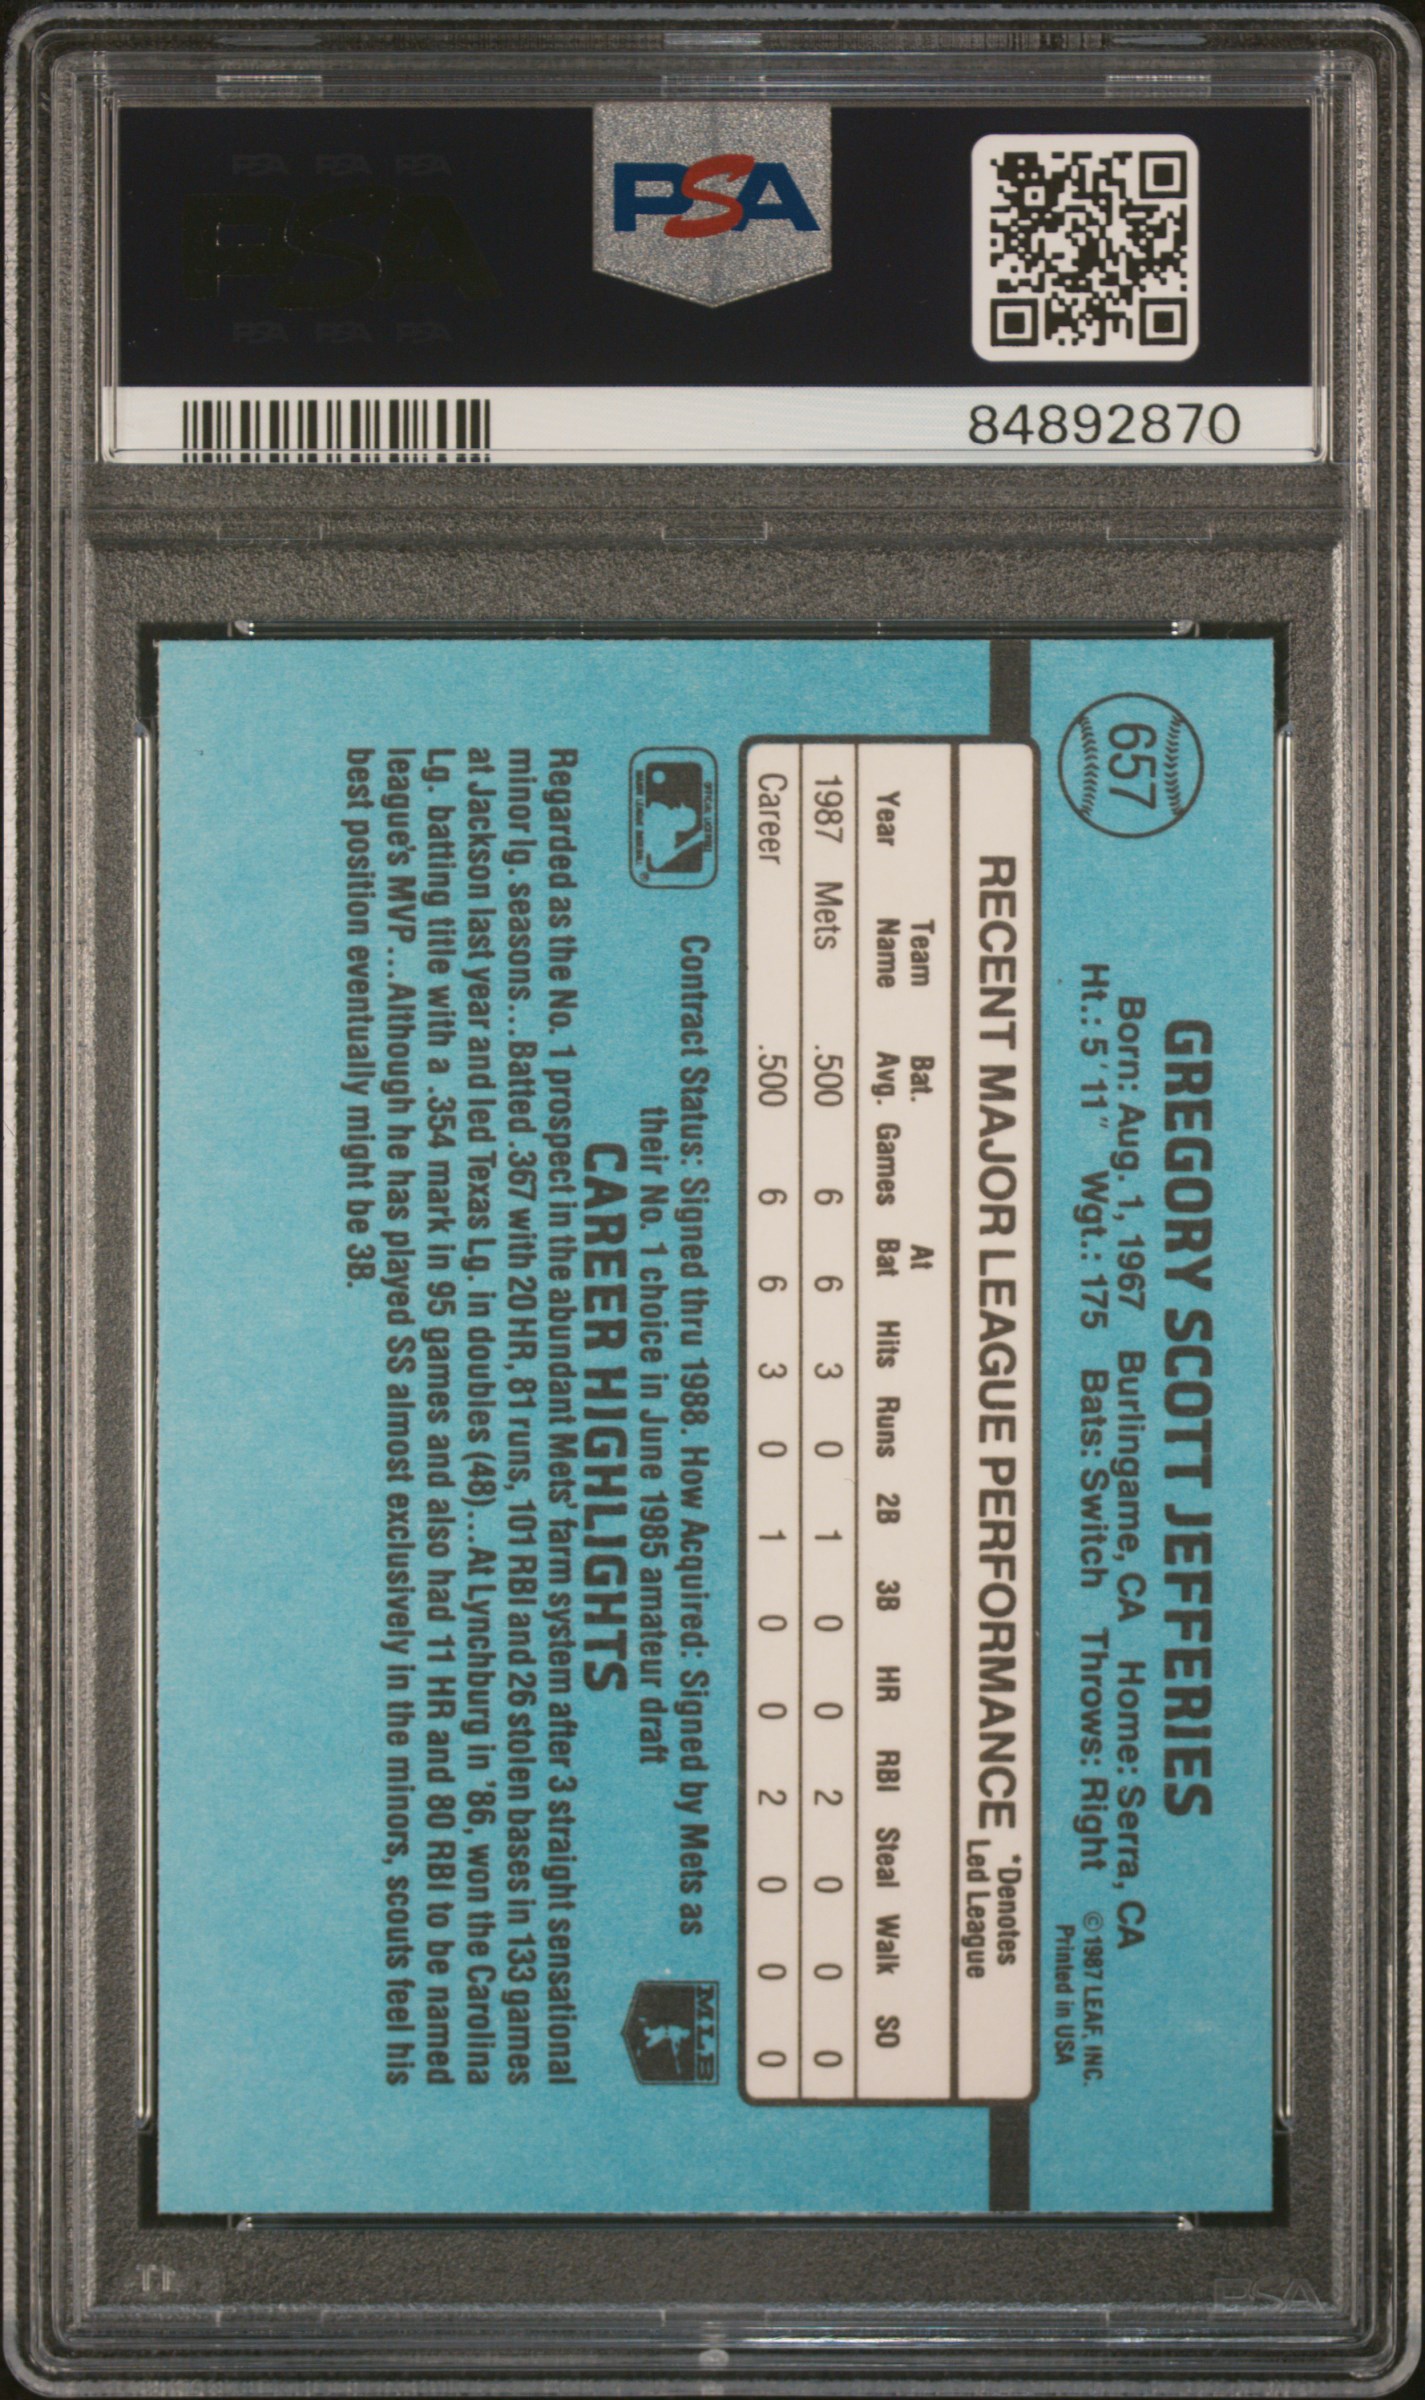 PSA PSA PSA
PSA
PSA PSA PSA
PSA
84892870
657
GREGORY SCOTT JEFFERIES
Born: Aug. 1, 1967 Burlingame, CA Home: Serra, CA
Ht.: 5'11" Wgt.: 175 Bats: Switch Throws: Right
©1987 LEAF, INC.
Printed in USA
RECENT MAJOR LEAGUE PERFORMANCE *Denotes
Led League
Year Team Name Bat. Avg. Games At Bat Hits Runs 2B 3B HR RBI Steal Walk SO
1987 Mets .500 6 6 3 0 1 0 0 2 0 0 0
Career .500 6 6 3 0 1 0 0 2 0 0 0
Contract Status: Signed thru 1988. How Acquired: Signed by Mets as
their No. 1 choice in June 1985 amateur draft
MLB
CAREER HIGHLIGHTS
Regarded as the No. 1 prospect in the abundant Mets' farm system after 3 straight sensational
minor lg. seasons...Batted .367 with 20 HR, 81 runs, 101 RBI and 26 stolen bases in 133 games
at Jackson last year and led Texas Lg. in doubles (48)...At Lynchburg in '86, won the Carolina
Lg. batting title with a .354 mark in 95 games and also had 11 HR and 80 RBI to be named
league's MVP...Although he has played SS almost exclusively in the minors, scouts feel his
best position eventually might be 3B.
PSA